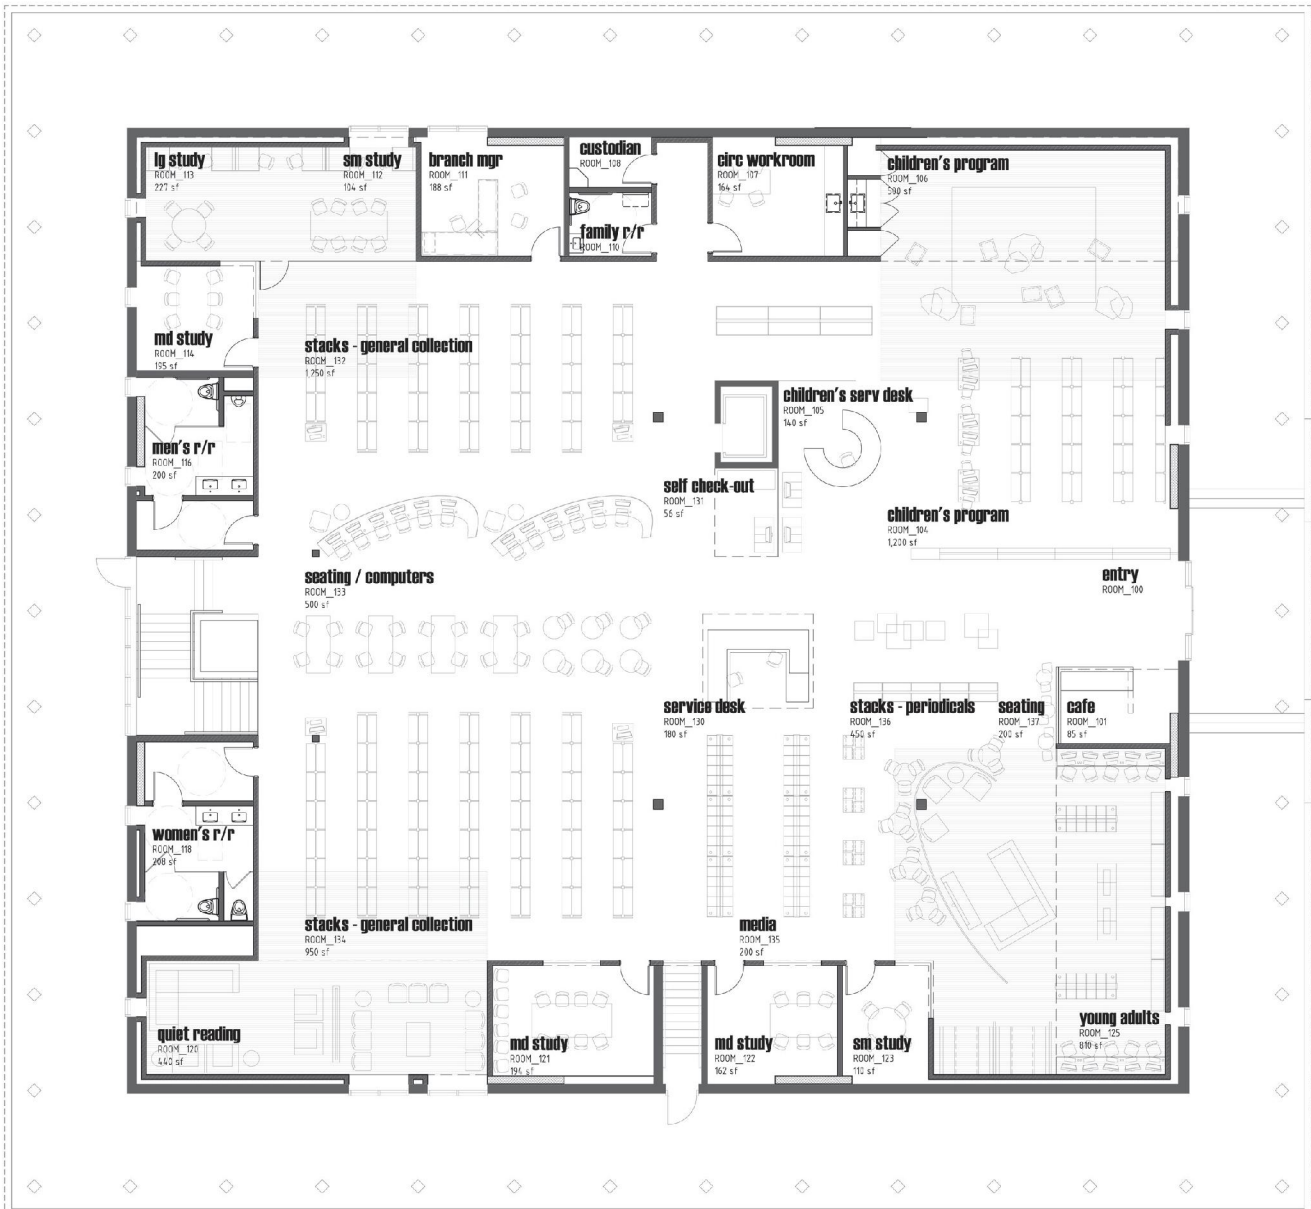 lg study
ROOM_113
227 sf
sm study
ROOM_112
104 sf
branch mgr
ROOM_111
188 sf
custodian
ROOM_108
family r/r
ROOM_110
circ workroom
ROOM_107
164 sf
children's program
ROOM_106
500 sf
md study
ROOM_114
195 sf
stacks - general collection
ROOM_132
1,250 sf
children's serv desk
ROOM_105
140 sf
men's r/r
ROOM_116
200 sf
self check-out
ROOM_131
56 sf
children's program
ROOM_104
1,200 sf
seating / computers
ROOM_133
500 sf
entry
ROOM_100
service desk
ROOM_130
180 sf
stacks - periodicals
ROOM_136
450 sf
seating
ROOM_137
200 sf
cafe
ROOM_101
85 sf
women's r/r
ROOM_118
208 sf
stacks - general collection
ROOM_134
950 sf
media
ROOM_135
200 sf
quiet reading
ROOM_120
440 sf
md study
ROOM_121
194 sf
md study
ROOM_122
162 sf
sm study
ROOM_123
110 sf
young adults
ROOM_125
810 sf